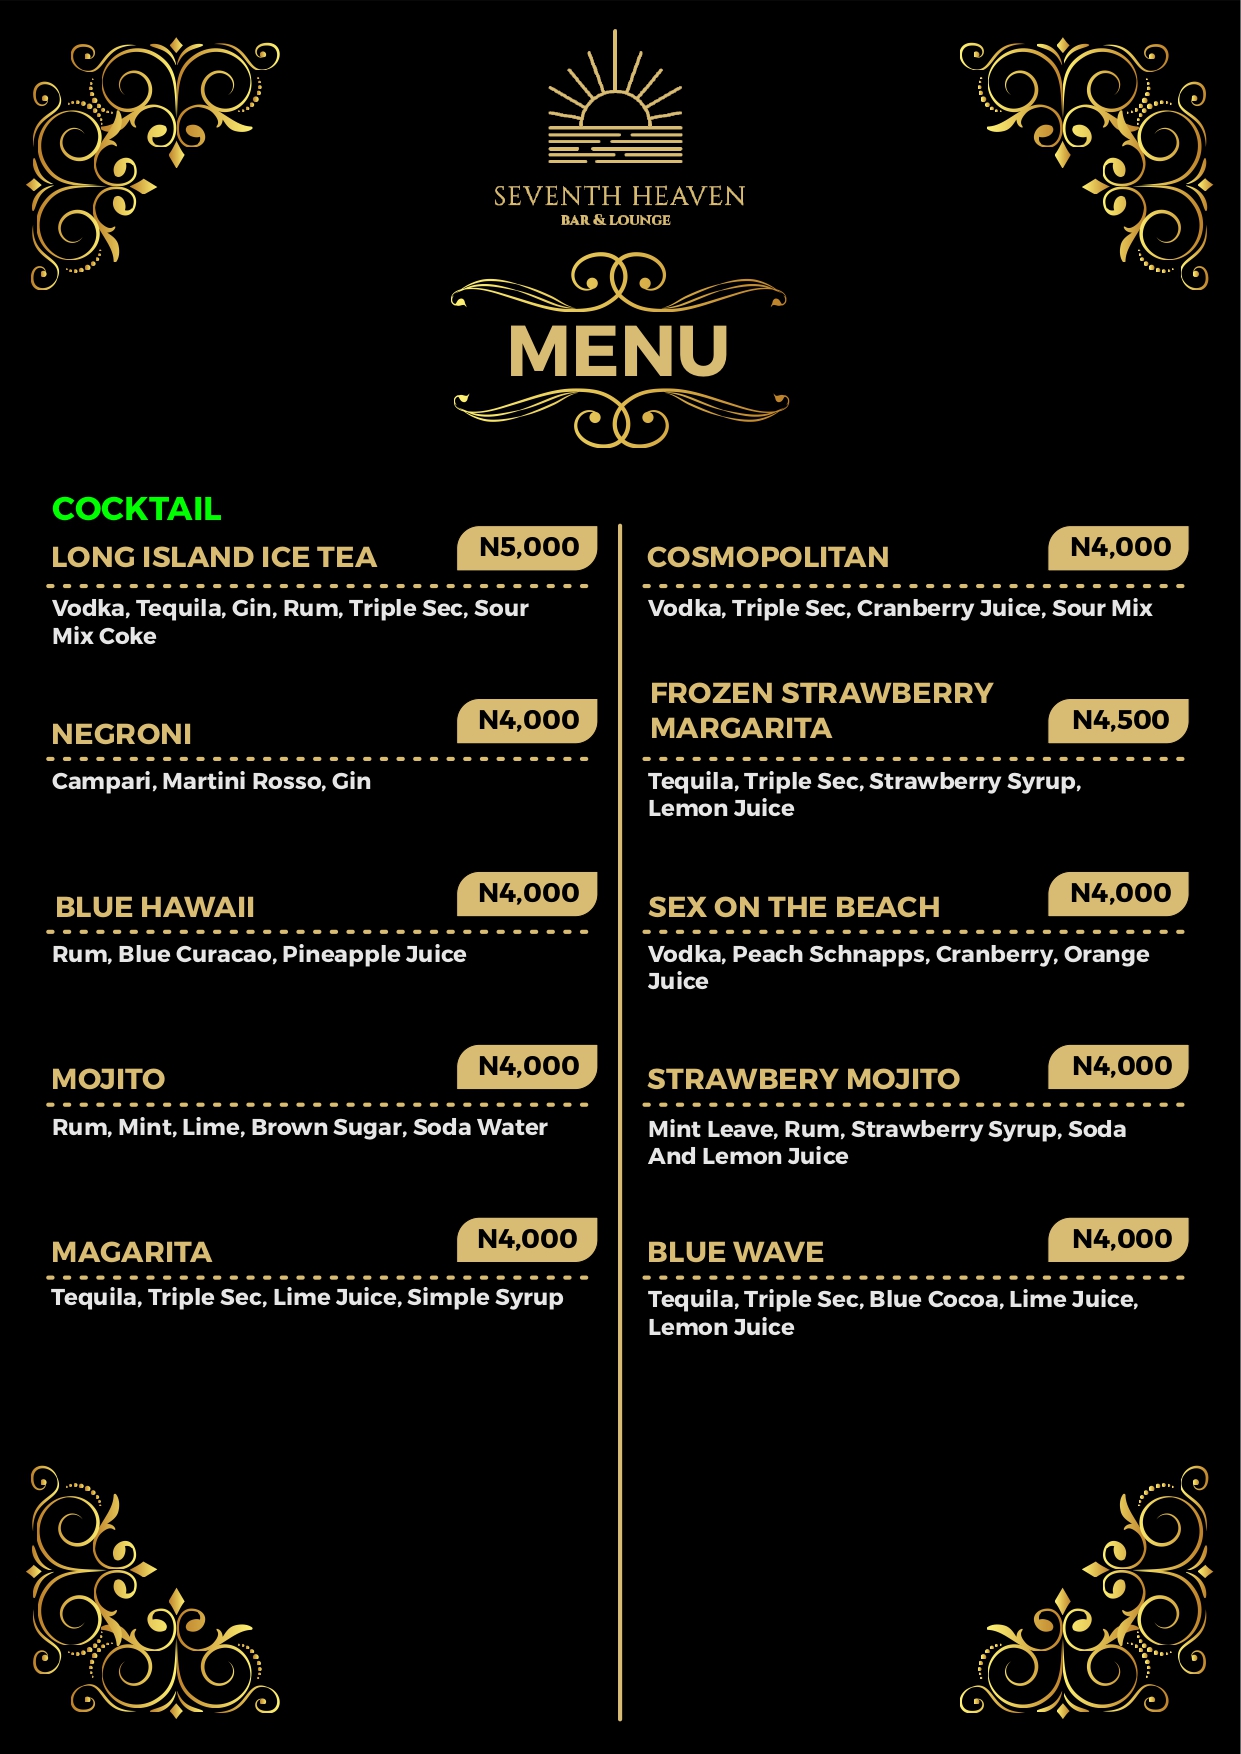 SEVENTH HEAVEN
BAR & LOUNGE
MENU
COCKTAIL
LONG ISLAND ICE TEA
N5,000
Vodka, Tequila, Gin, Rum, Triple Sec, Sour
Mix Coke
NEGRONI
N4,000
Campari, Martini Rosso, Gin
BLUE HAWAII
N4,000
Rum, Blue Curacao, Pineapple Juice
MOJITO
N4,000
Rum, Mint, Lime, Brown Sugar, Soda Water
MAGARITA
N4,000
Tequila, Triple Sec, Lime Juice, Simple Syrup
COSMOPOLITAN
N4,000
Vodka, Triple Sec, Cranberry Juice, Sour Mix
FROZEN STRAWBERRY
MARGARITA
N4,500
Tequila, Triple Sec, Strawberry Syrup,
Lemon Juice
SEX ON THE BEACH
N4,000
Vodka, Peach Schnapps, Cranberry, Orange
Juice
STRAWBERY MOJITO
N4,000
Mint Leave, Rum, Strawberry Syrup, Soda
And Lemon Juice
BLUE WAVE
N4,000
Tequila, Triple Sec, Blue Cocoa, Lime Juice,
Lemon Juice